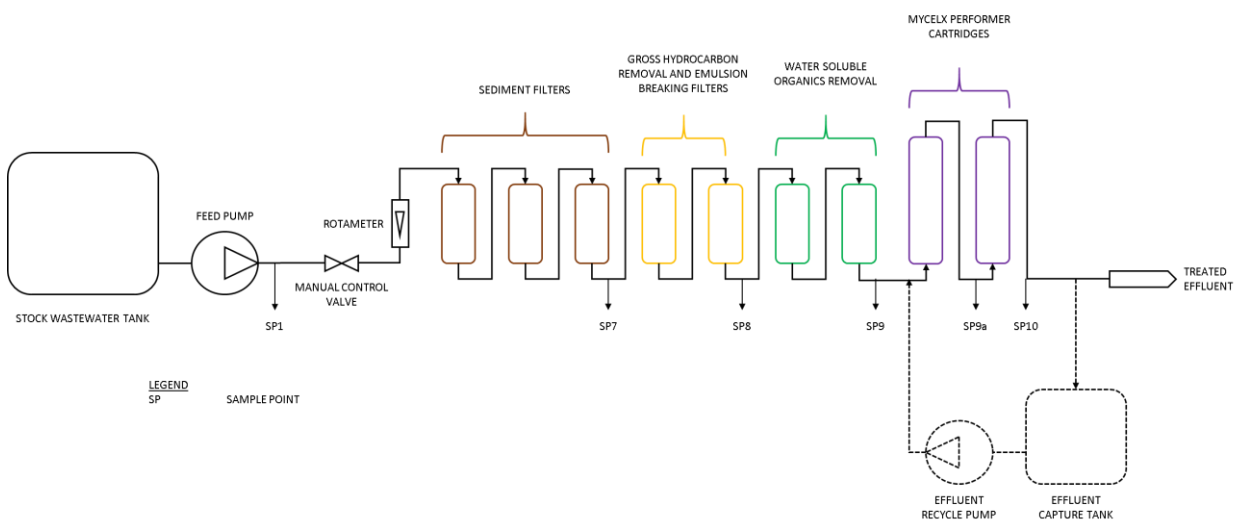 MYCELX PERFORMER
CARTRIDGES
GROSS HYDROCARBON
REMOVAL AND EMULSION
BREAKING FILTERS
WATER SOLUBLE
ORGANICS REMOVAL
SEDIMENT FILTERS
FEED PUMP
ROTAMETER
MANUAL CONTROL
VALVE
STOCK WASTEWATER TANK
TREATED
EFFLUENT
SP1
SP7
SP8
SP9
SP9a
SP10
LEGEND
SP SAMPLE POINT
EFFLUENT
RECYCLE PUMP
EFFLUENT
CAPTURE TANK